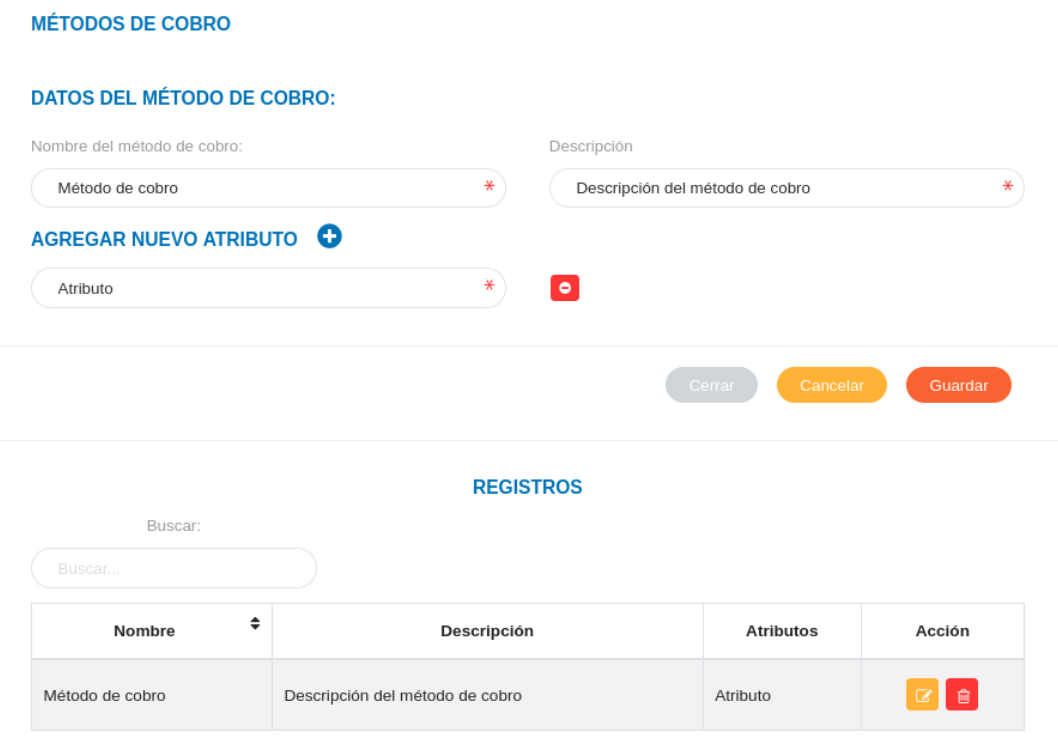 MÉTODOS DE COBRO
DATOS DEL MÉTODO DE COBRO:
Nombre del método de cobro: Descripción
Método de cobro * Descripción del método de cobro *
AGREGAR NUEVO ATRIBUTO
Atributo *
Cerrar Cancelar Guardar
REGISTROS
Buscar:
Buscar...
Nombre Descripción Atributos Acción
Método de cobro Descripción del método de cobro Atributo